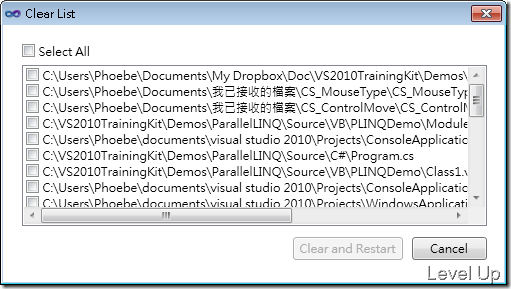 Clear List
Select All
C:\Users\Phoebe\Documents\My Dropbox\Doc\VS2010TrainingKit\Demos\
C:\Users\Phoebe\Documents\我已接收的檔案\CS_MouseType\CS_MouseTyp
C:\Users\Phoebe\Documents\我已接收的檔案\CS_ControlMove\CS_ControlM
C:\VS2010TrainingKit\Demos\ParallelLINQ\Source\VB\PLINQDemo\Module
C:\Users\Phoebe\documents\visual studio 2010\Projects\ConsoleApplicatio
C:\VS2010TrainingKit\Demos\ParallelLINQ\Source\C#\Program.cs
C:\VS2010TrainingKit\Demos\ParallelLINQ\Source\VB\PLINQDemo\Class1.v
C:\Users\Phoebe\documents\visual studio 2010\Projects\ConsoleApplicatio
C:\Users\Phoebe\documents\visual studio 2010\Projects\WindowsApplicat
Clear and Restart
Cancel
Level Up